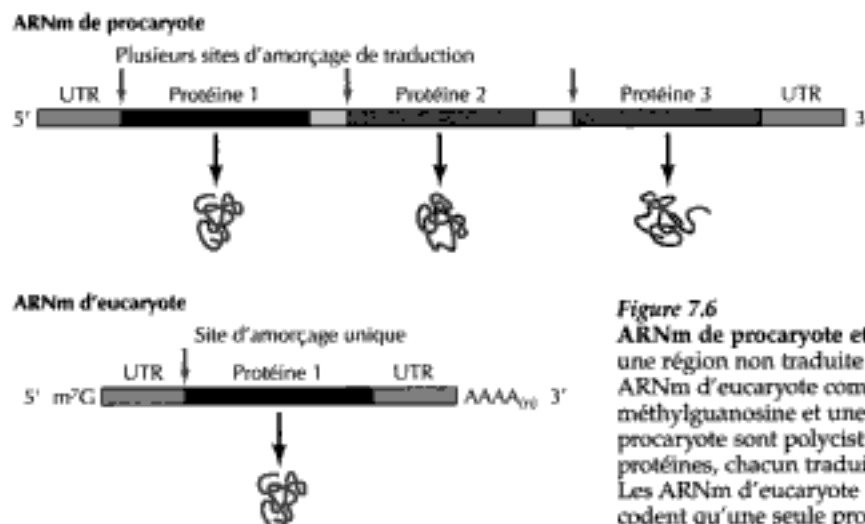 ARNm de procaryote
Plusieurs sites d'amorçage de traduction
UTR Protéine 1 Protéine 2 Protéine 3 UTR
5' 3'
ARNm d'eucaryote
Site d'amorçage unique
UTR Protéine 1 UTR
5' m⁷G AAAA(n) 3'
Figure 7.6
ARNm de procaryote et
une région non traduite
ARNm d'eucaryote com
méthylguanosine et une
procaryote sont polycist
protéines, chacun tradui
Les ARNm d'eucaryote
codent qu'une seule pro